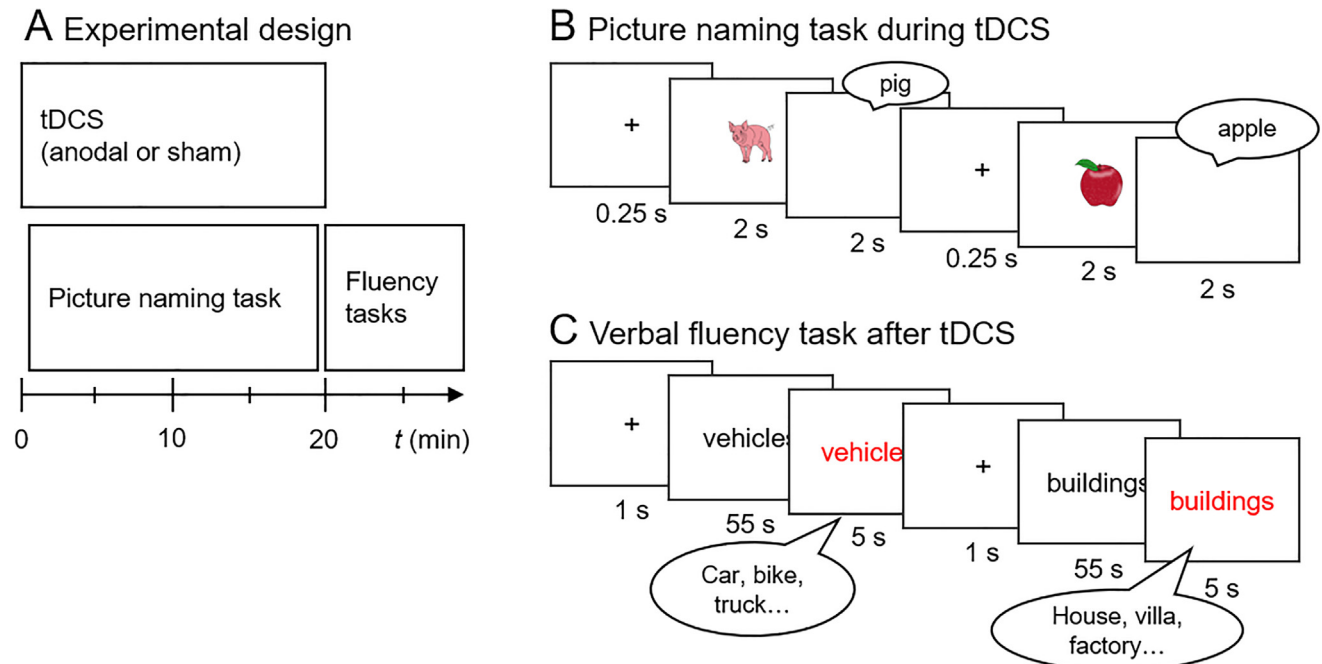 A Experimental design
tDCS
(anodal or sham)
Picture naming task
Fluency
tasks
0
10
20
t (min)
B Picture naming task during tDCS
+
0.25 s
2 s
pig
2 s
+
0.25 s
2 s
apple
2 s
C Verbal fluency task after tDCS
+
1 s
vehicles
55 s
vehicle
5 s
Car, bike,
truck…
+
1 s
buildings
55 s
buildings
5 s
House, villa,
factory…